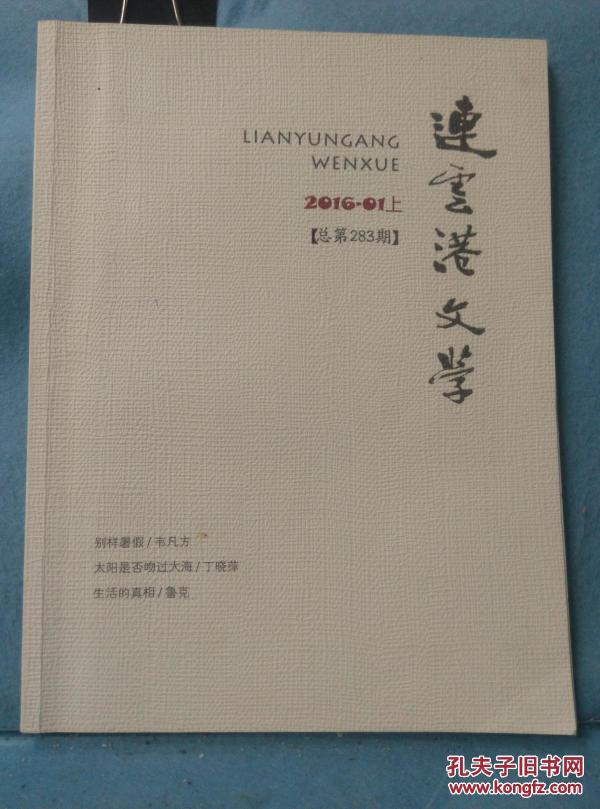 連雲港文学
LIANYUNGANG
WENXUE
2016-01上
【总第283期】
别样暑假/韦凡方
太阳是否吻过大海/丁晓萍
生活的真相/鲁克
孔夫子旧书网
www.kongfz.com